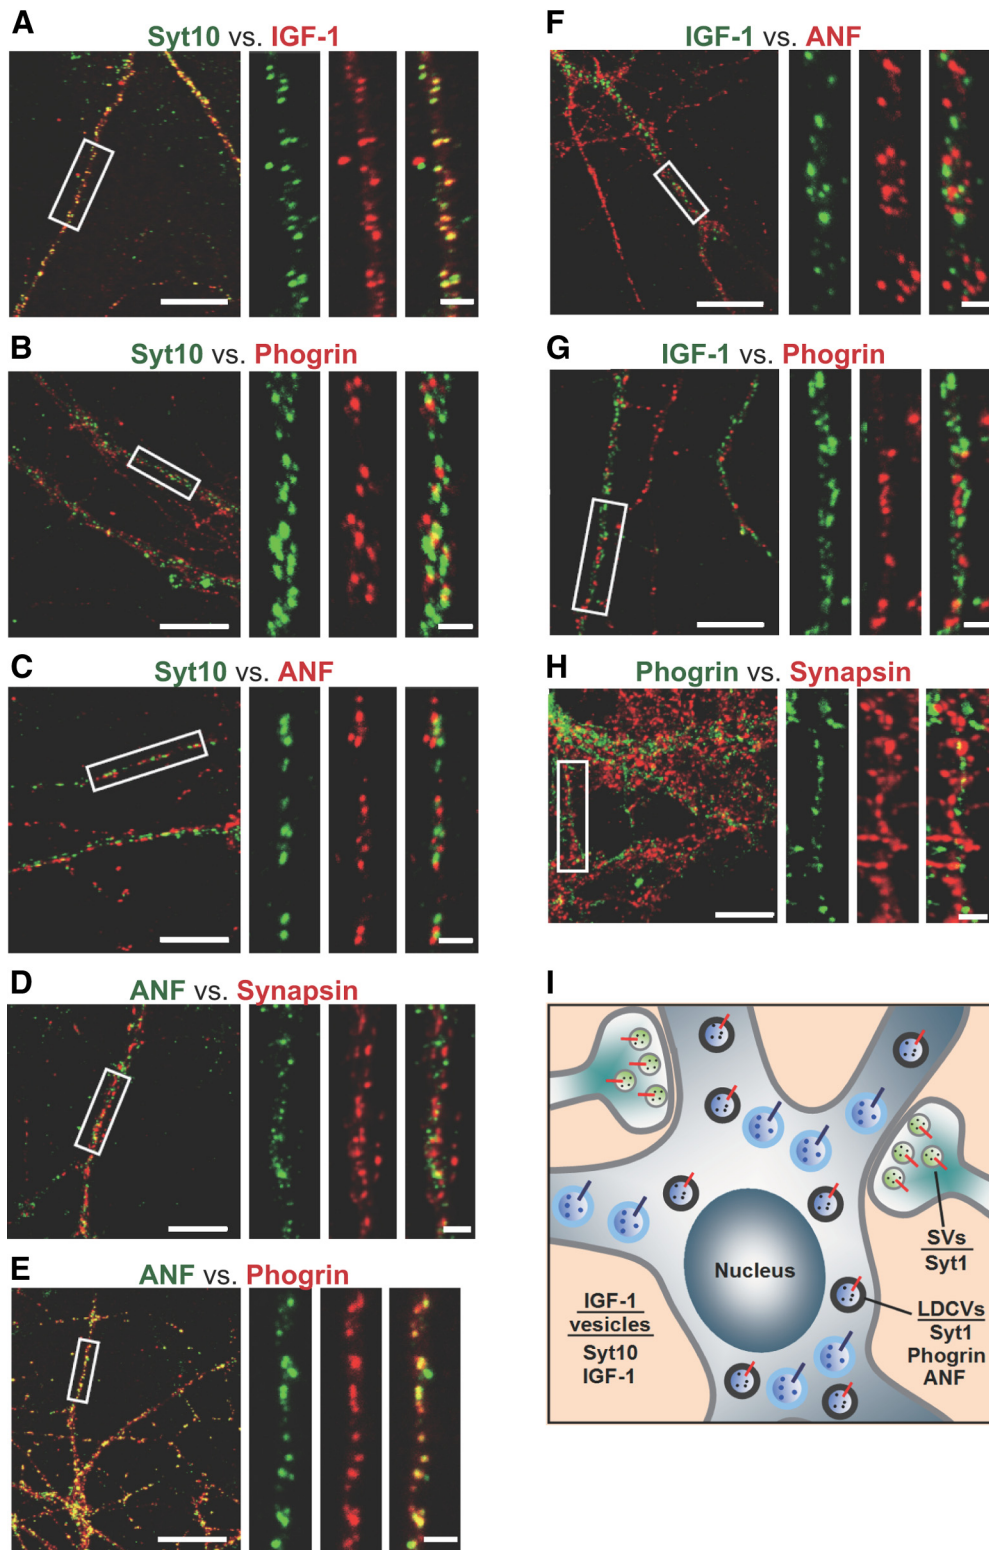 A
Syt10 vs. IGF-1
B
Syt10 vs. Phogrin
C
Syt10 vs. ANF
D
ANF vs. Synapsin
E
ANF vs. Phogrin
F
IGF-1 vs. ANF
G
IGF-1 vs. Phogrin
H
Phogrin vs. Synapsin
I
SVs
Syt1
Nucleus
IGF-1
vesicles
Syt10
IGF-1
LDCVs
Syt1
Phogrin
ANF